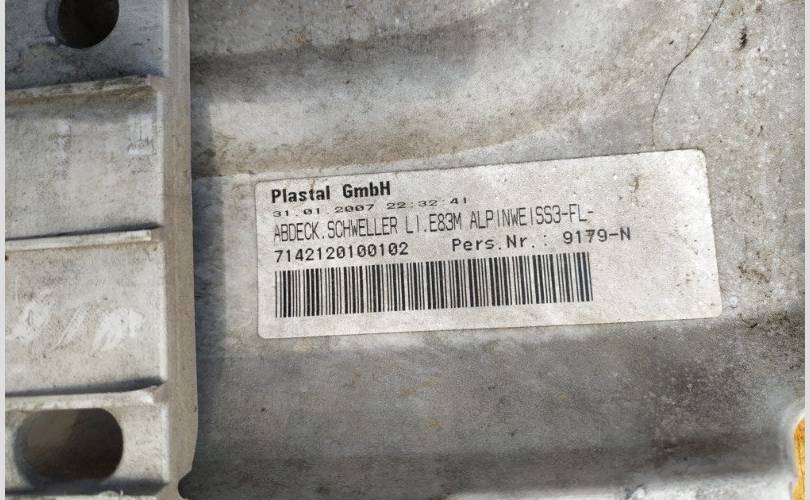 Plastal GmbH
31.01.2007 22:32:41
ABDECK.SCHWELLER LI.E83M ALPINWEISS3-FL-
7142120100102 Pers.Nr.: 9179-N